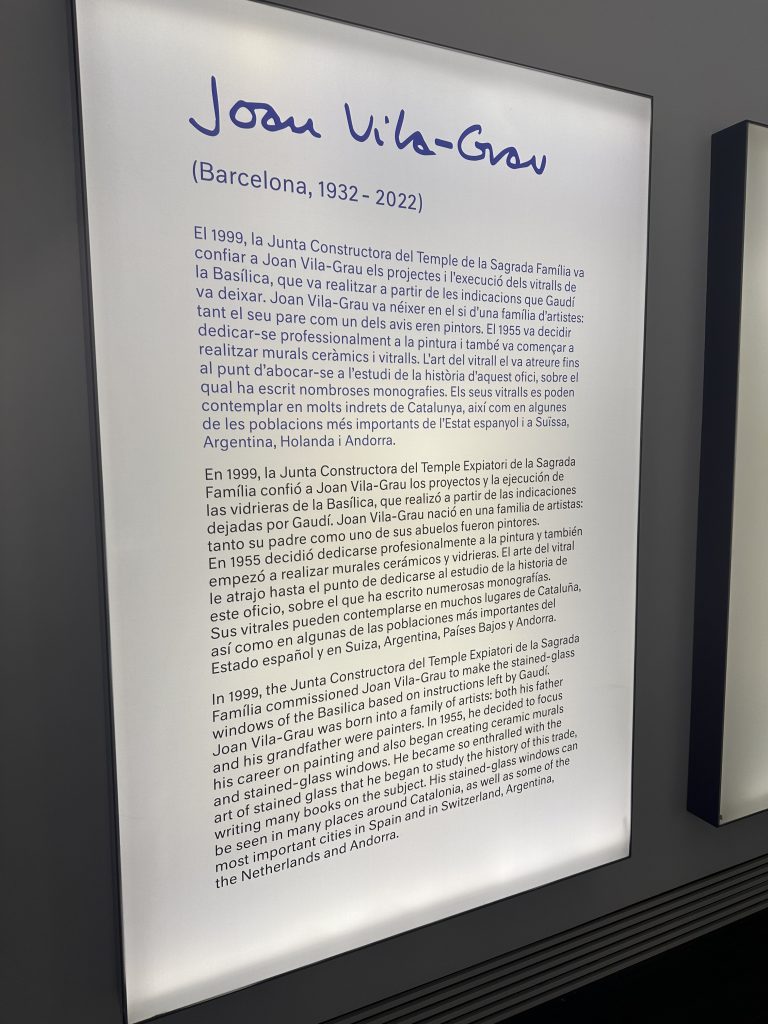 Joan Vila-Grau
(Barcelona, 1932 - 2022)
El 1999, la Junta Constructora del Temple de la Sagrada Família va
confiar a Joan Vila-Grau els projectes i l'execució dels vitralls de
la Basílica, que va realitzar a partir de les indicacions que Gaudí
va deixar. Joan Vila-Grau va néixer en el si d'una família d'artistes:
tant el seu pare com un dels avis eren pintors. El 1955 va decidir
dedicar-se professionalment a la pintura i també va començar a
realitzar murals ceràmics i vitralls. L'art del vitrall el va atreure fins
al punt d'abocar-se a l'estudi de la història d'aquest ofici, sobre el
qual ha escrit nombroses monografies. Els seus vitralls es poden
contemplar en molts indrets de Catalunya, així com en algunes
de les poblacions més importants de l'Estat espanyol i a Suïssa,
Argentina, Holanda i Andorra.
En 1999, la Junta Constructora del Temple Expiatori de la Sagrada
Família confió a Joan Vila-Grau los proyectos y la ejecución de
las vidrieras de la Basílica, que realizó a partir de las indicaciones
dejadas por Gaudí. Joan Vila-Grau nació en una familia de artistas:
tanto su padre como uno de sus abuelos fueron pintores.
En 1955 decidió dedicarse profesionalmente a la pintura y también
empezó a realizar murales cerámicos y vidrieras. El arte del vitral
le atrajo hasta el punto de dedicarse al estudio de la historia de
este oficio, sobre el que ha escrito numerosas monografías.
Sus vitrales pueden contemplarse en muchos lugares de Cataluña,
así como en algunas de las poblaciones más importantes del
Estado español y en Suiza, Argentina, Países Bajos y Andorra.
In 1999, the Junta Constructora del Temple Expiatori de la Sagrada
Família commissioned Joan Vila-Grau to make the stained-glass
windows of the Basilica based on instructions left by Gaudí.
Joan Vila-Grau was born into a family of artists: both his father
and his grandfather were painters. In 1955, he decided to focus
his career on painting and also began creating ceramic murals
and stained-glass windows. He became so enthralled with the
art of stained glass that he began to study the history of this trade,
writing many books on the subject. His stained-glass windows can
be seen in many places around Catalonia, as well as some of the
most important cities in Spain and in Switzerland, Argentina,
the Netherlands and Andorra.